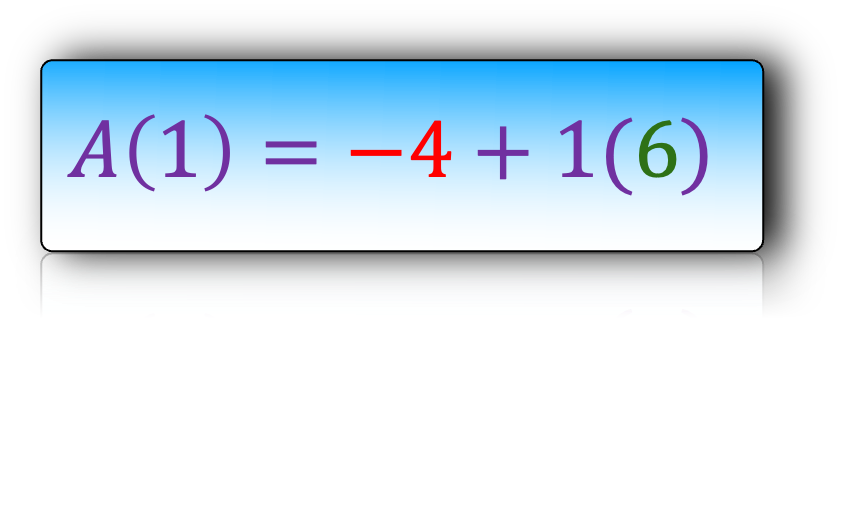 A(1) = −4 + 1(6)